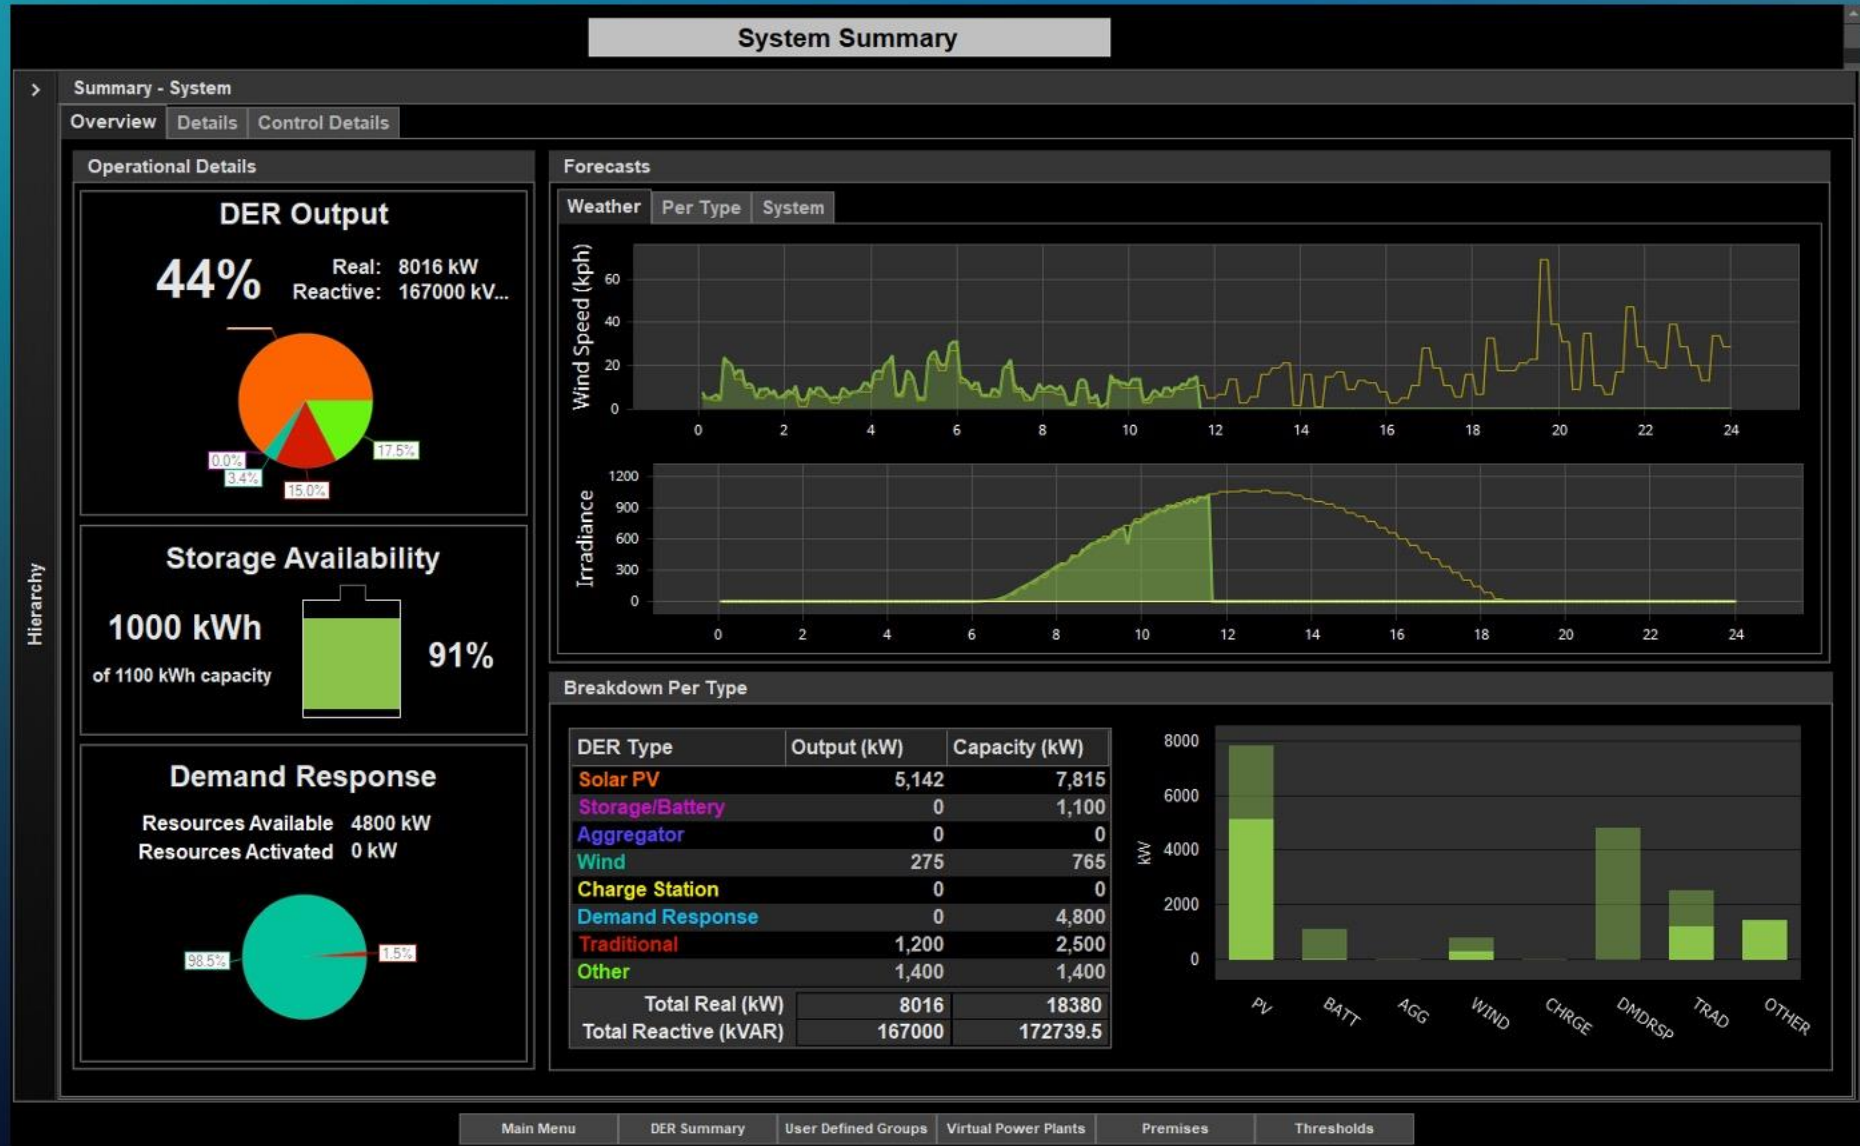 System Summary
Summary - System
Overview Details Control Details
Operational Details
DER Output
44%
Real: 8016 kW
Reactive: 167000 kV...
17.5%
0.0%
3.4%
15.0%
Storage Availability
1000 kWh
of 1100 kWh capacity
91%
Demand Response
Resources Available 4800 kW
Resources Activated 0 kW
98.5%
1.5%
Hierarchy
Forecasts
Weather Per Type System
Wind Speed (kph)
60
40
20
0
0 2 4 6 8 10 12 14 16 18 20 22 24
Irradiance
1200
900
600
300
0
0 2 4 6 8 10 12 14 16 18 20 22 24
Breakdown Per Type
DER Type Output (kW) Capacity (kW)
Solar PV 5,142 7,815
Storage/Battery 0 1,100
Aggregator 0 0
Wind 275 765
Charge Station 0 0
Demand Response 0 4,800
Traditional 1,200 2,500
Other 1,400 1,400
Total Real (kW) 8016 18380
Total Reactive (kVAR) 167000 172739.5
kW
8000
6000
4000
2000
0
PV BATT AGG WIND CHRGE DMDRSP TRAD OTHER
Main Menu DER Summary User Defined Groups Virtual Power Plants Premises Thresholds